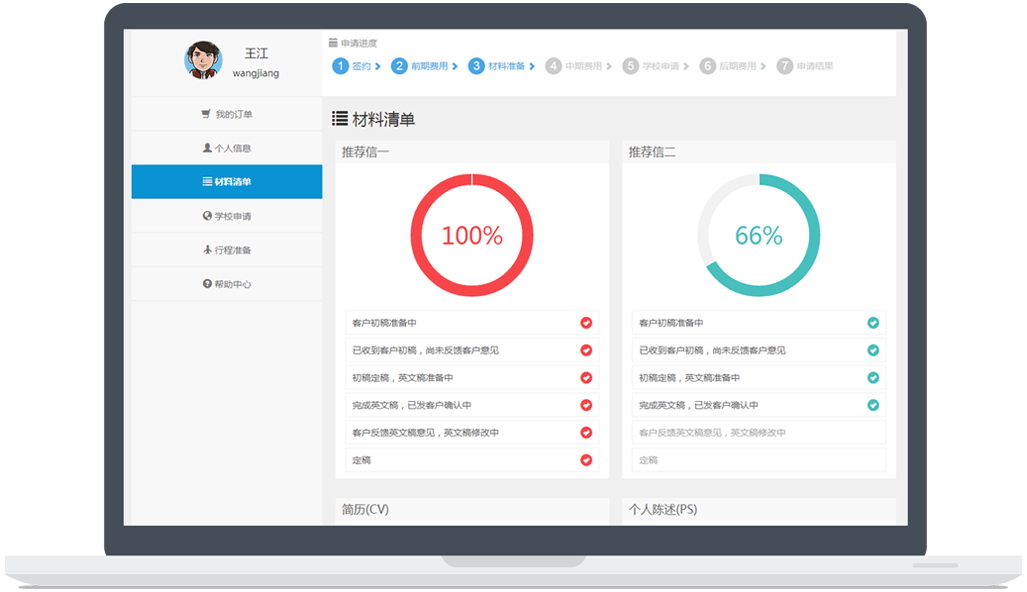 王江
wangjiang
我的订单
个人信息
材料清单
学校申请
行程准备
帮助中心
申请进度
1 签约 2 前期费用 3 材料准备 4 中期费用 5 学校申请 6 后期费用 7 申请结果
材料清单
推荐信一
100%
客户初稿准备中
已收到客户初稿，尚未反馈客户意见
初稿定稿，英文稿准备中
完成英文稿，已发客户确认中
客户反馈英文稿意见，英文稿修改中
定稿
推荐信二
66%
客户初稿准备中
已收到客户初稿，尚未反馈客户意见
初稿定稿，英文稿准备中
完成英文稿，已发客户确认中
客户反馈英文稿意见，英文稿修改中
定稿
简历(CV)
个人陈述(PS)